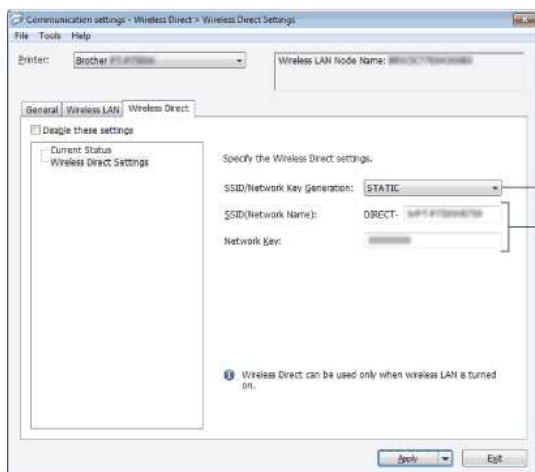 Communication settings - Wireless Direct > Wireless Direct Settings
File Tools Help
Printer: Brother
Wireless LAN Node Name:
General Wireless LAN Wireless Direct
Disable these settings
Current Status
Wireless Direct Settings
Specify the Wireless Direct settings.
SSID/Network Key Generation: STATIC
SSID(Network Name): DIRECT-
Network Key:
Wireless Direct can be used only when wireless LAN is turned
on.
Apply Exit